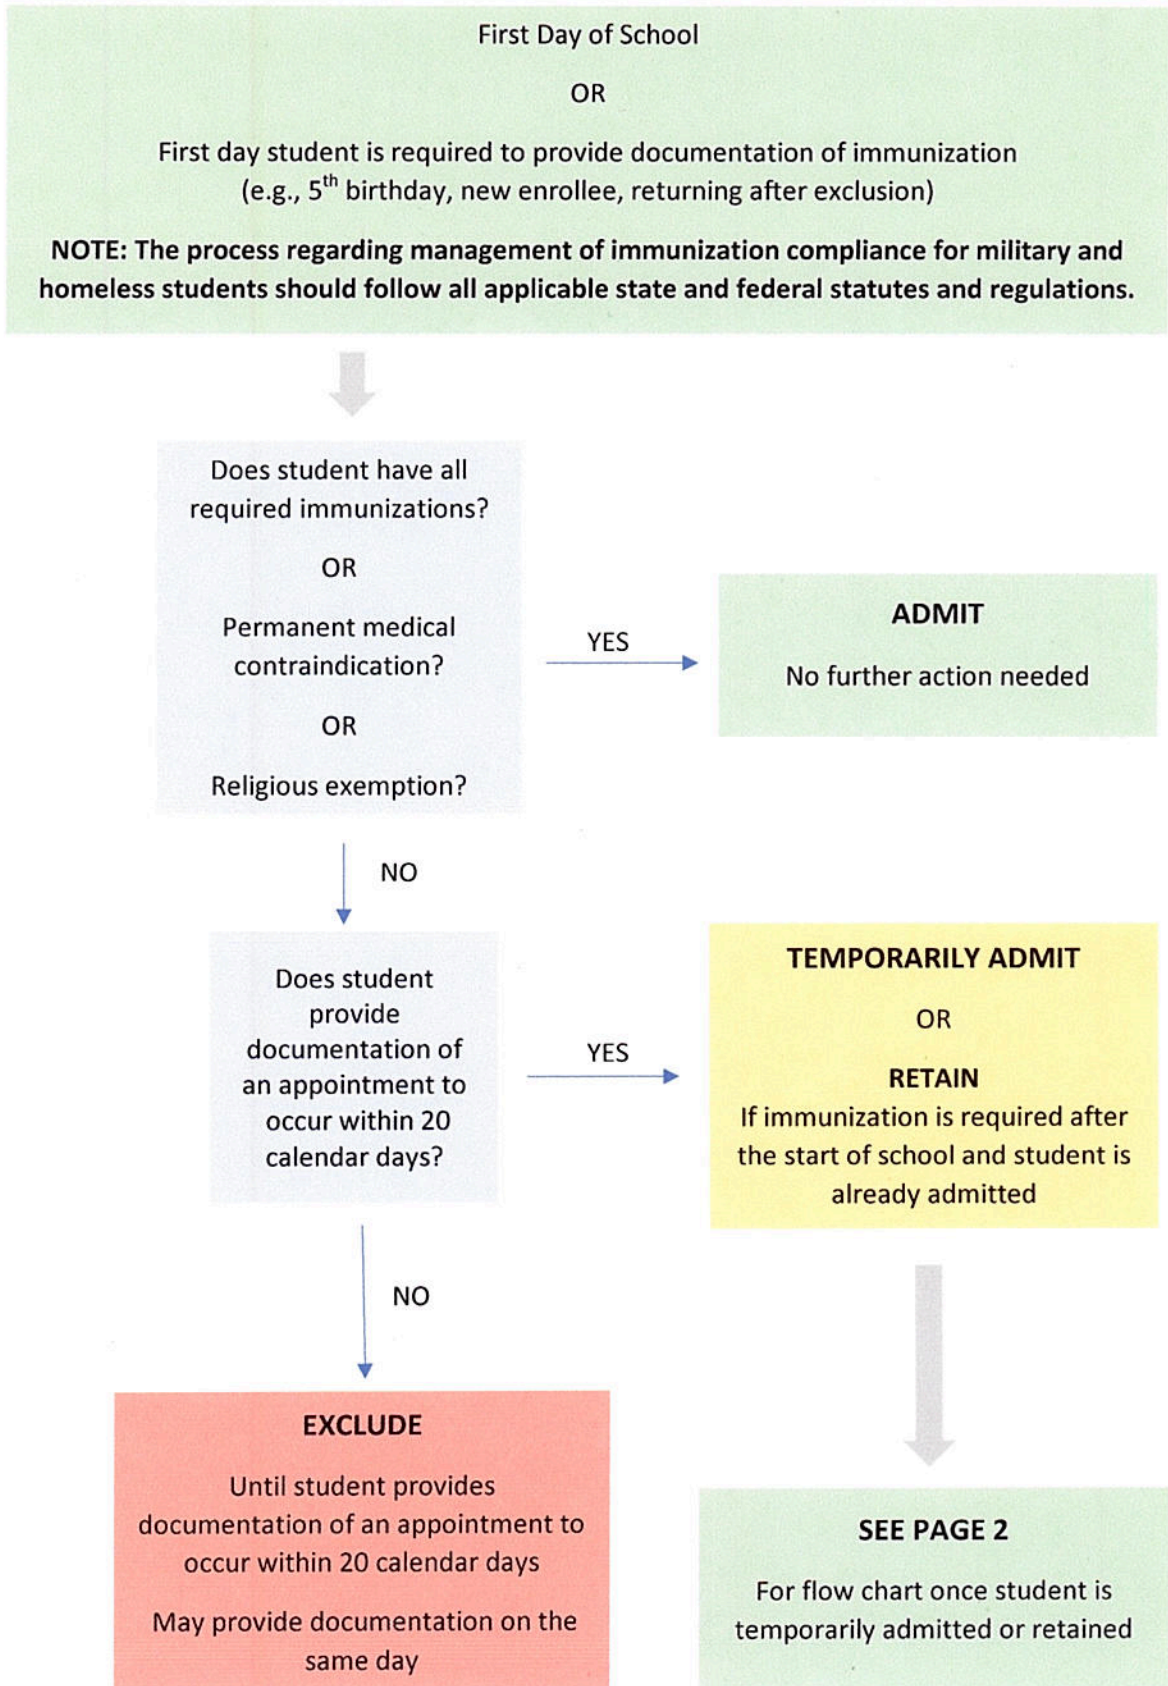 First Day of School
OR
First day student is required to provide documentation of immunization
(e.g., 5th birthday, new enrollee, returning after exclusion)
NOTE: The process regarding management of immunization compliance for military and
homeless students should follow all applicable state and federal statutes and regulations.
Does student have all
required immunizations?
OR
Permanent medical
contraindication?
OR
Religious exemption?
YES
ADMIT
No further action needed
NO
Does student
provide
documentation of
an appointment to
occur within 20
calendar days?
YES
TEMPORARILY ADMIT
OR
RETAIN
If immunization is required after
the start of school and student is
already admitted
NO
EXCLUDE
Until student provides
documentation of an appointment to
occur within 20 calendar days
May provide documentation on the
same day
SEE PAGE 2
For flow chart once student is
temporarily admitted or retained